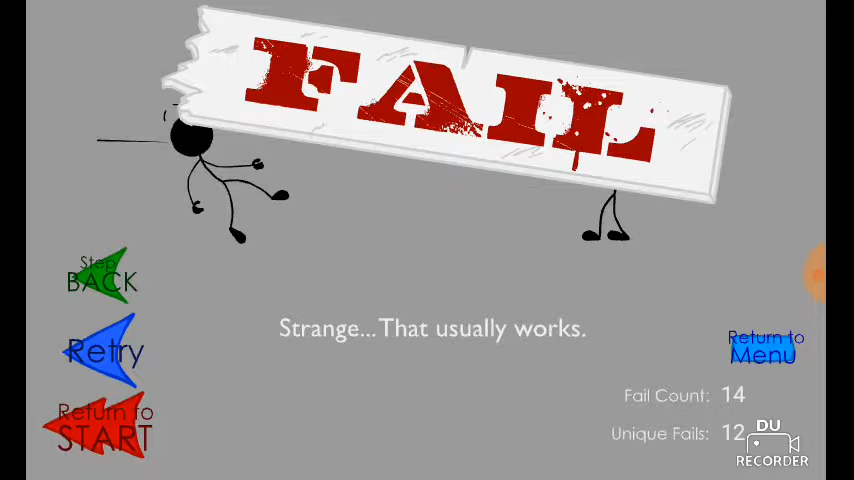 FAIL
Step
BACK
Strange... That usually works.
Retry
Return to
Menu
Return to
START
Fail Count: 14
Unique Fails: 12
DU
RECORDER